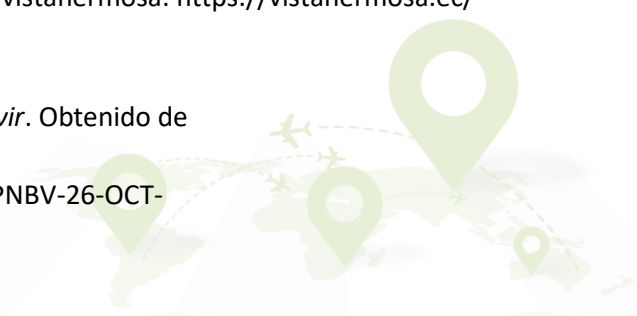 vistahermosa: https://vistahermosa.ec/
vir. Obtenido de
PNBV-26-OCT-